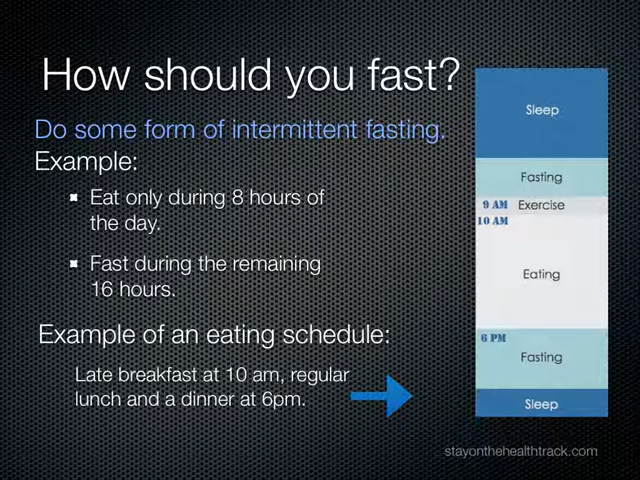 How should you fast?
Do some form of intermittent fasting.
Example:
Eat only during 8 hours of
the day.
Fast during the remaining
16 hours.
Example of an eating schedule:
Late breakfast at 10 am, regular
lunch and a dinner at 6pm.
Sleep
Fasting
9 AM Exercise
10 AM
Eating
6 PM
Fasting
Sleep
stayonthehealthtrack.com